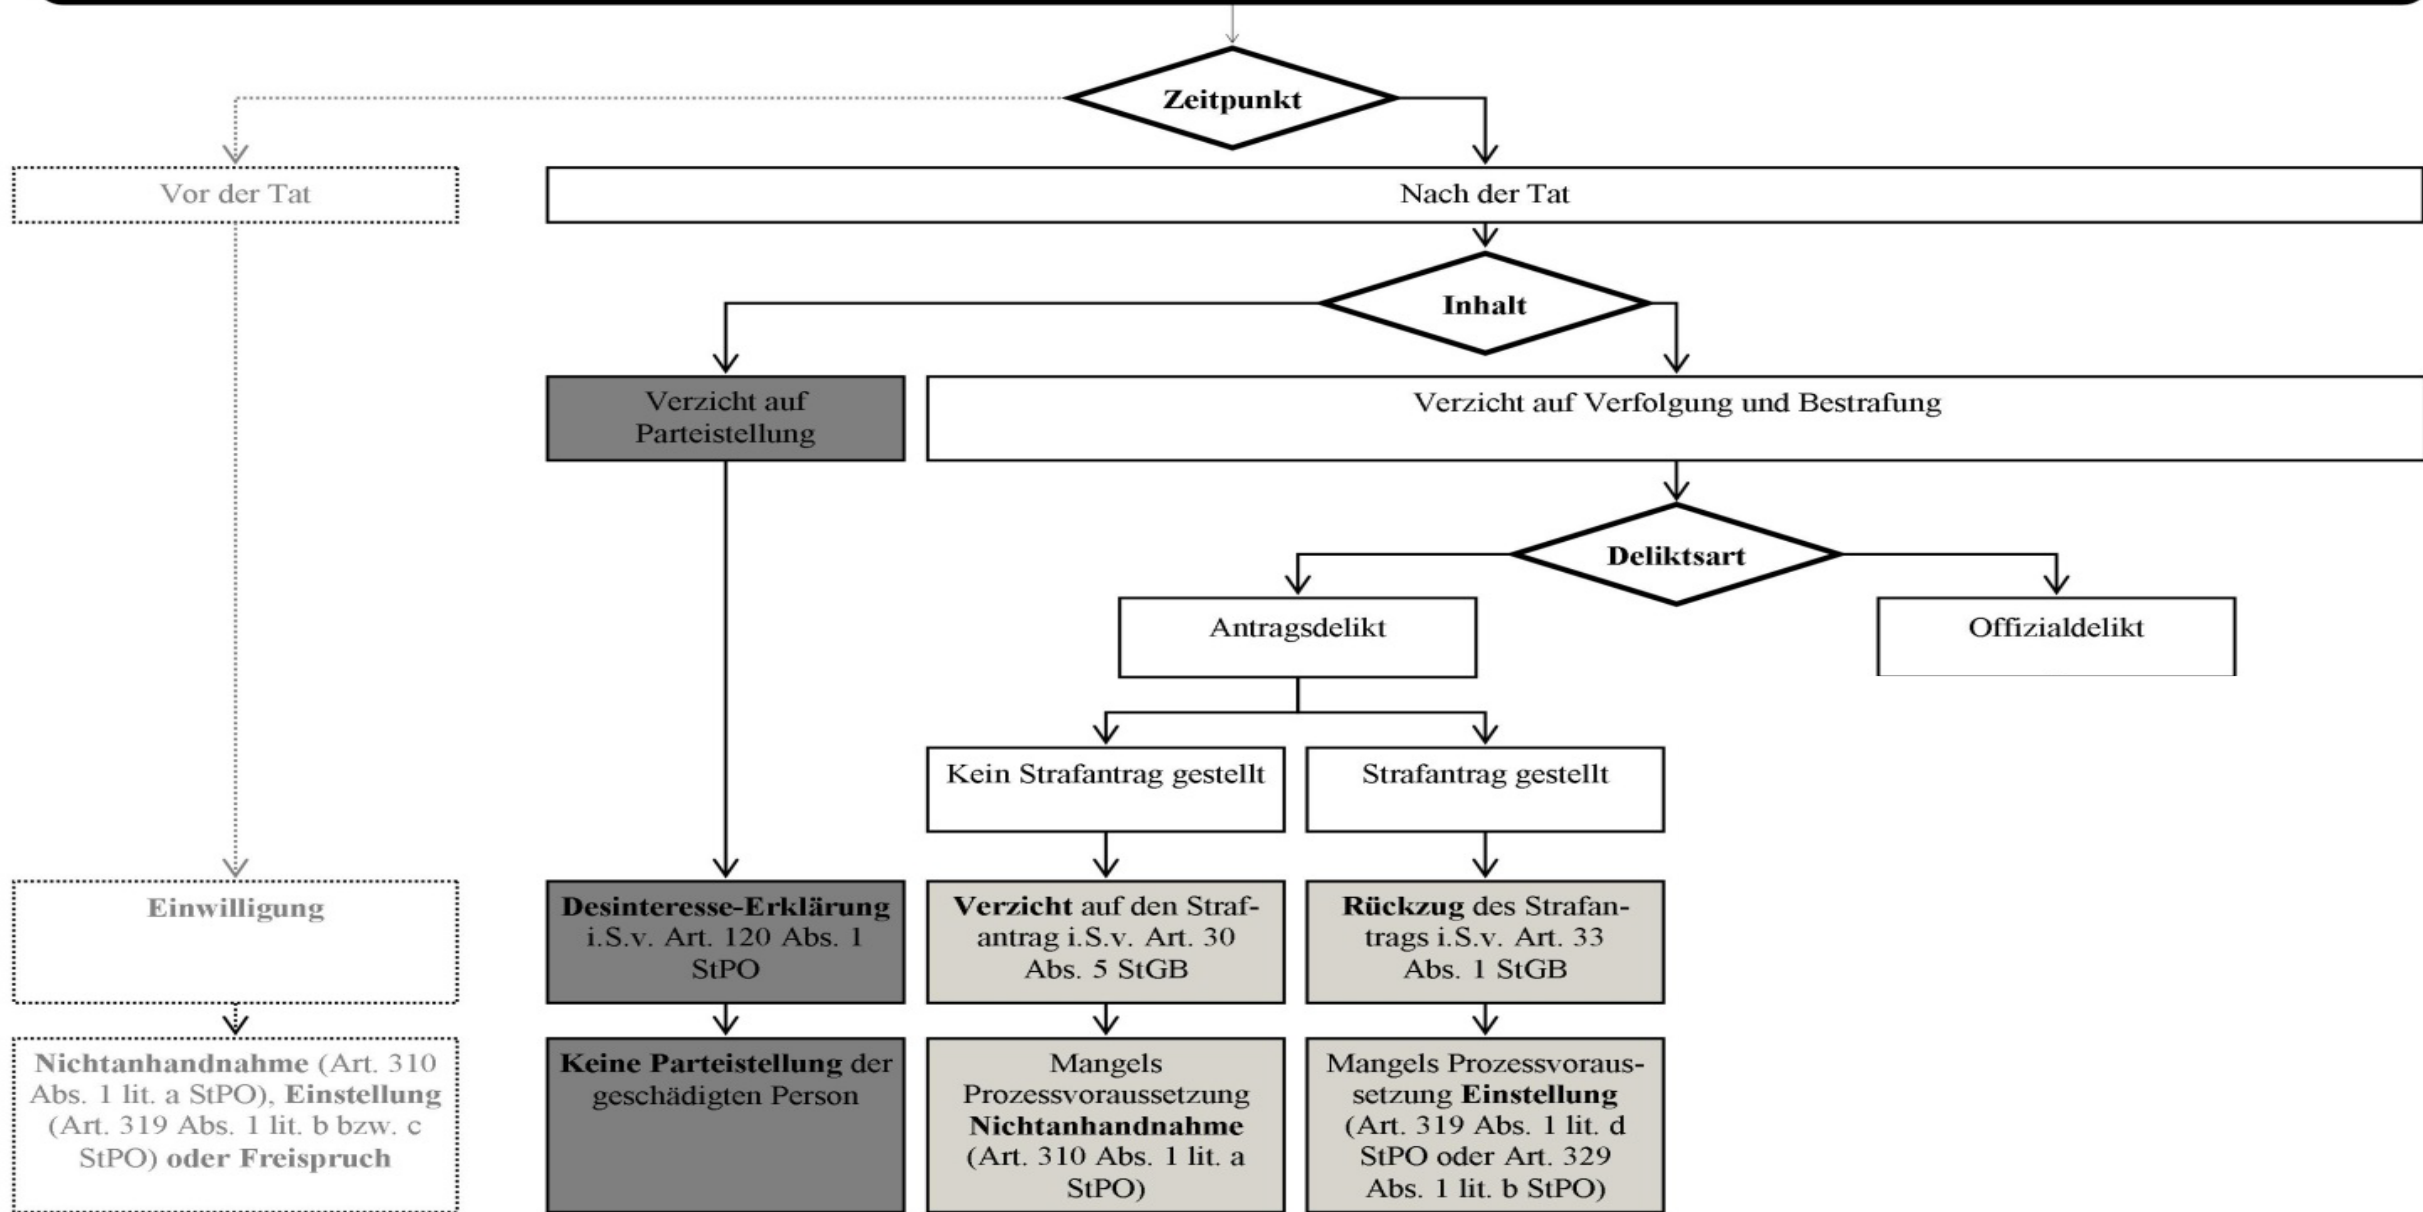 Zeitpunkt
Vor der Tat
Nach der Tat
Inhalt
Verzicht auf
Parteistellung
Verzicht auf Verfolgung und Bestrafung
Deliktsart
Antragsdelikt
Offizialdelikt
Kein Strafantrag gestellt
Strafantrag gestellt
Einwilligung
Desinteresse-Erklärung
i.S.v. Art. 120 Abs. 1
StPO
Verzicht auf den Straf-
antrag i.S.v. Art. 30
Abs. 5 StGB
Rückzug des Strafan-
trags i.S.v. Art. 33
Abs. 1 StGB
Nichtanhandnahme (Art. 310
Abs. 1 lit. a StPO), Einstellung
(Art. 319 Abs. 1 lit. b bzw. c
StPO) oder Freispruch
Keine Parteistellung der
geschädigten Person
Mangels
Prozessvoraussetzung
Nichtanhandnahme
(Art. 310 Abs. 1 lit. a
StPO)
Mangels Prozessvoraus-
setzung Einstellung
(Art. 319 Abs. 1 lit. d
StPO oder Art. 329
Abs. 1 lit. b StPO)